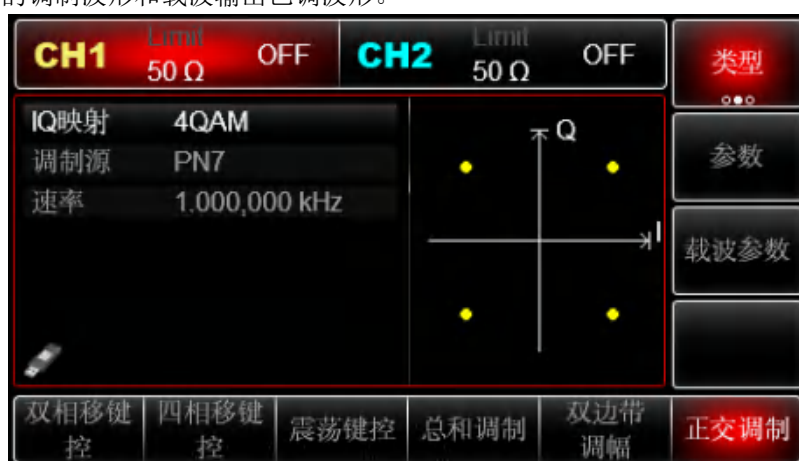 的调制波形和载波输出已调波形。
CH1 Limit 50 Ω OFF CH2 Limit 50 Ω OFF 类型
IQ映射 4QAM
调制源 PN7
速率 1.000,000 kHz
Q
I
参数
载波参数
双相移键控 四相移键控 震荡键控 总和调制 双边带调幅 正交调制